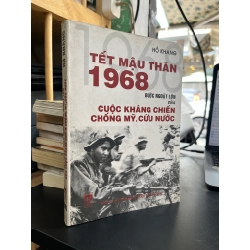 HỒ KHANG
TẾT MẬU THÂN
1968
BƯỚC NGOẶT LỚN
CỦA
CUỘC KHÁNG CHIẾN
CHỐNG MỸ, CỨU NƯỚC